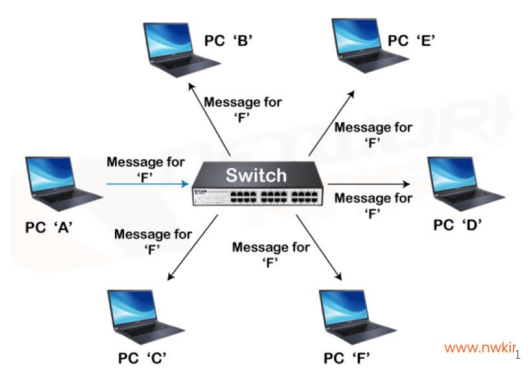 PC 'B'
PC 'E'
Message for
'F'
Message for
'F'
Message for
'F'
Switch
Message for
'F'
PC 'A'
PC 'D'
Message for
'F'
Message for
'F'
PC 'C'
PC 'F'
www.nwkir
1